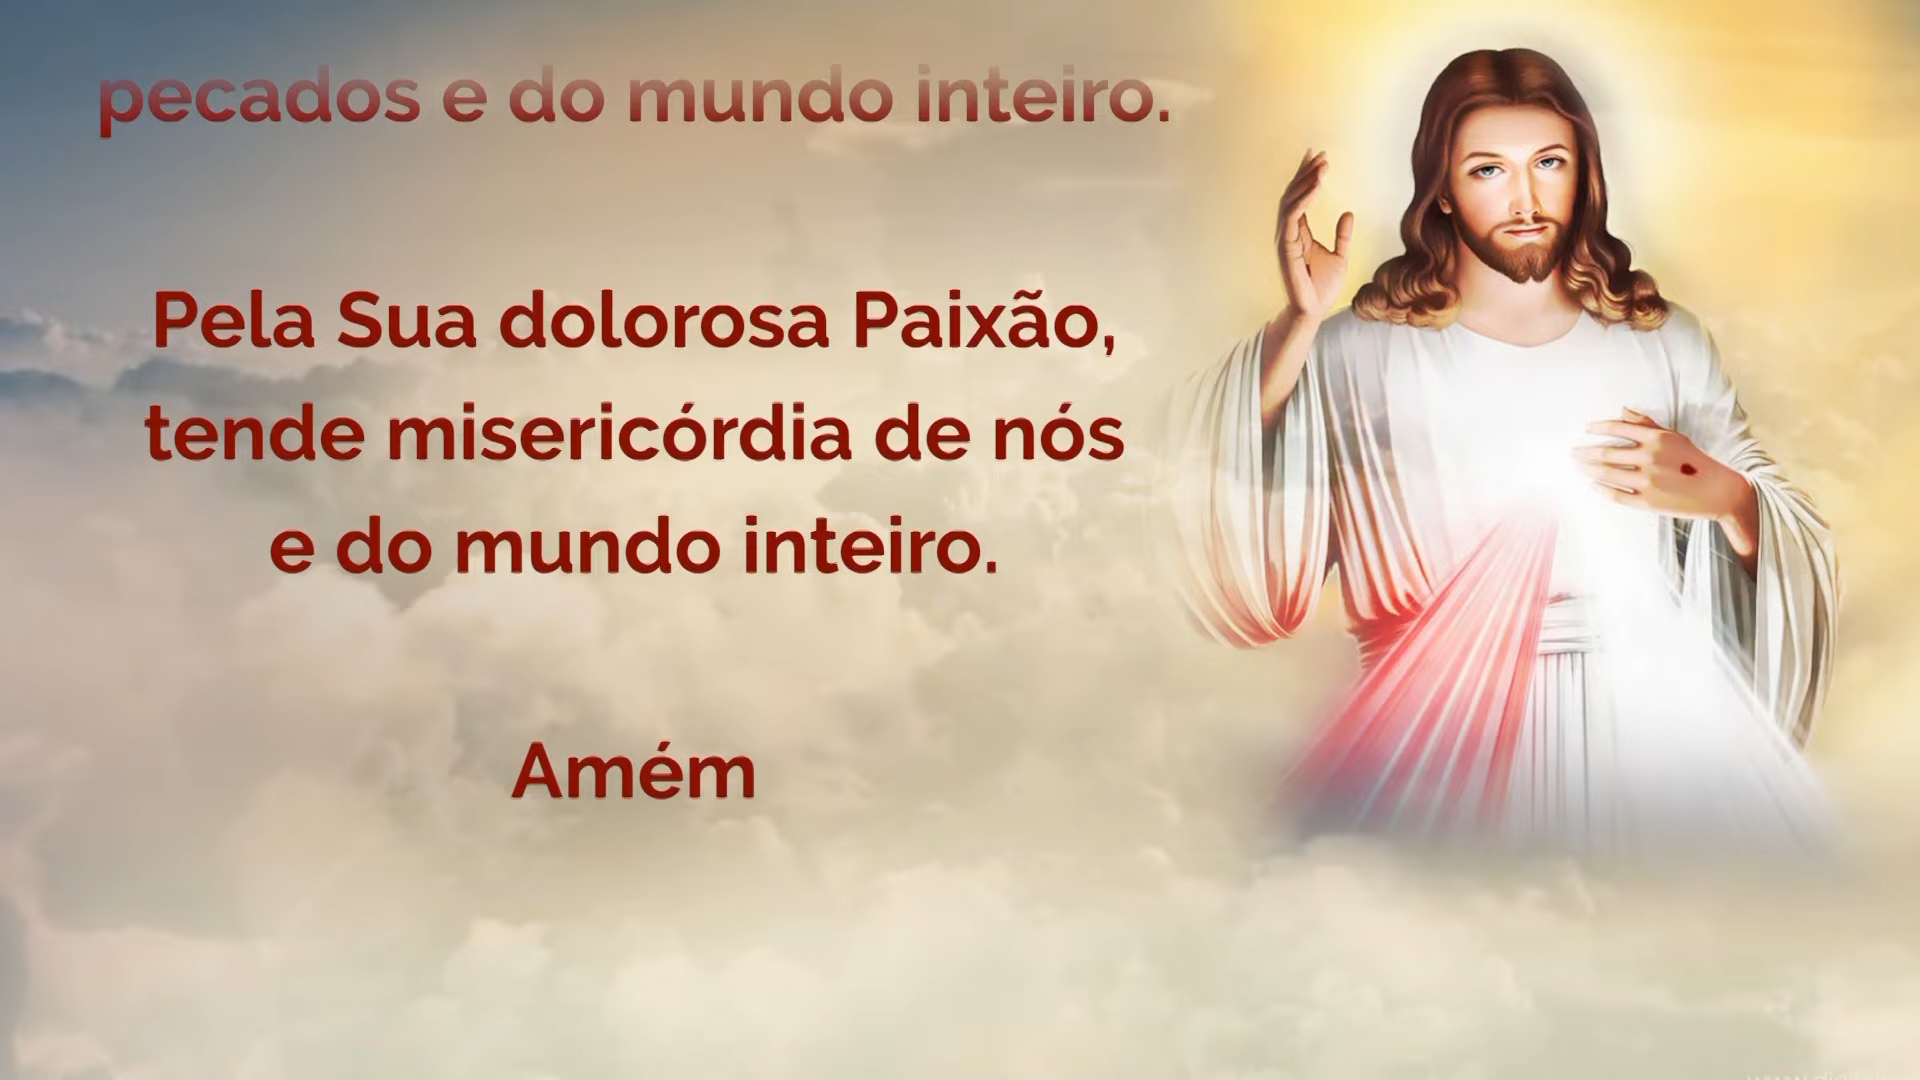 pecados e do mundo inteiro.
Pela Sua dolorosa Paixão,
tende misericórdia de nós
e do mundo inteiro.
Amém